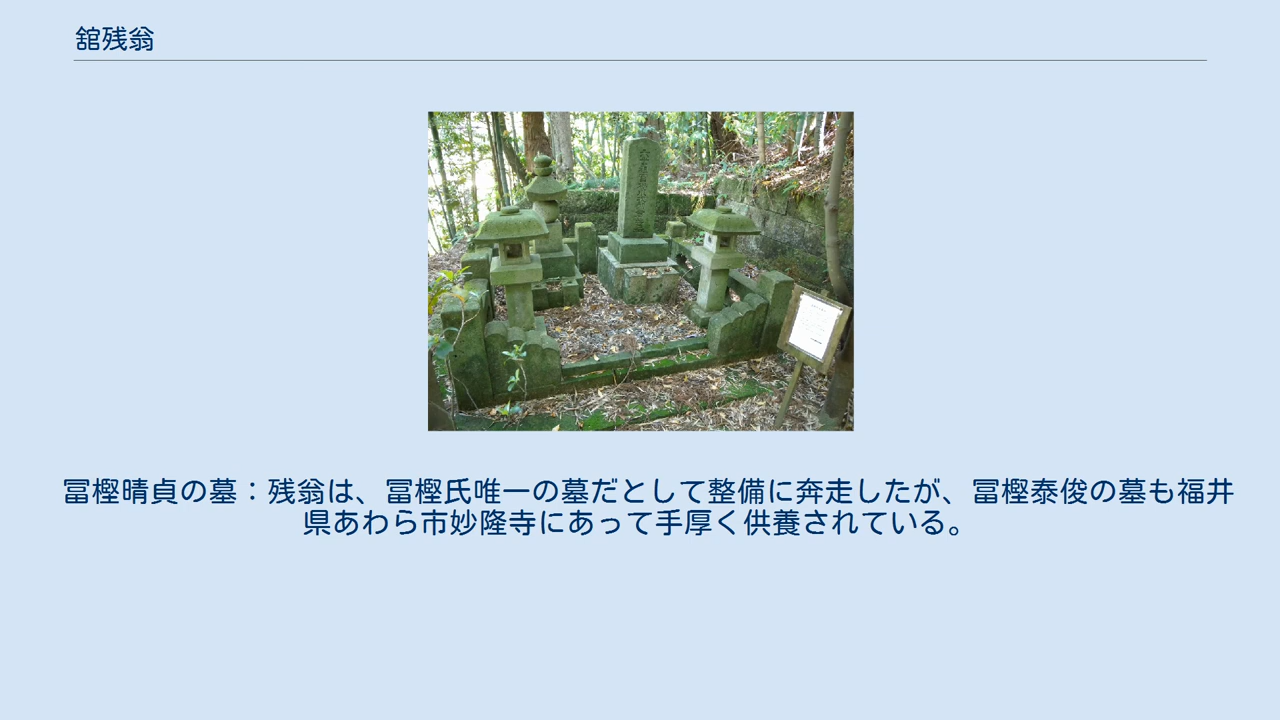 舘残翁
冨樫晴貞の墓：残翁は、冨樫氏唯一の墓だとして整備に奔走したが、冨樫泰俊の墓も福井
県あわら市妙隆寺にあって手厚く供養されている。